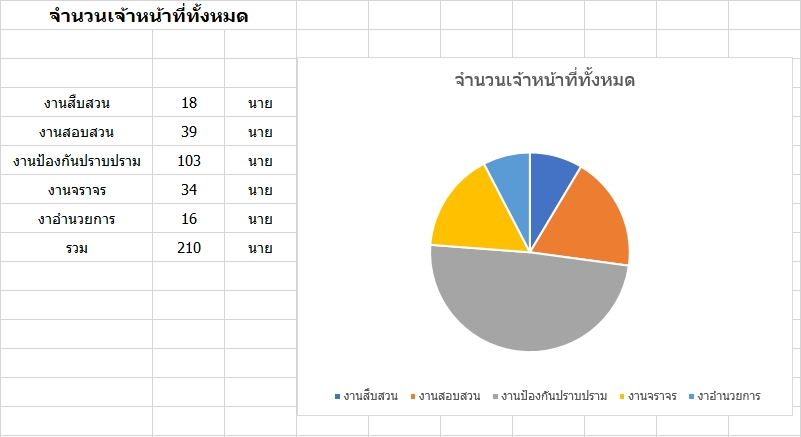 จำนวนเจ้าหน้าที่ทั้งหมด
งานสืบสวน 18 นาย
งานสอบสวน 39 นาย
งานป้องกันปราบปราม 103 นาย
งานจราจร 34 นาย
งาอำนวยการ 16 นาย
รวม 210 นาย
จำนวนเจ้าหน้าที่ทั้งหมด
งานสืบสวน งานสอบสวน งานป้องกันปราบปราม งานจราจร งาอำนวยการ